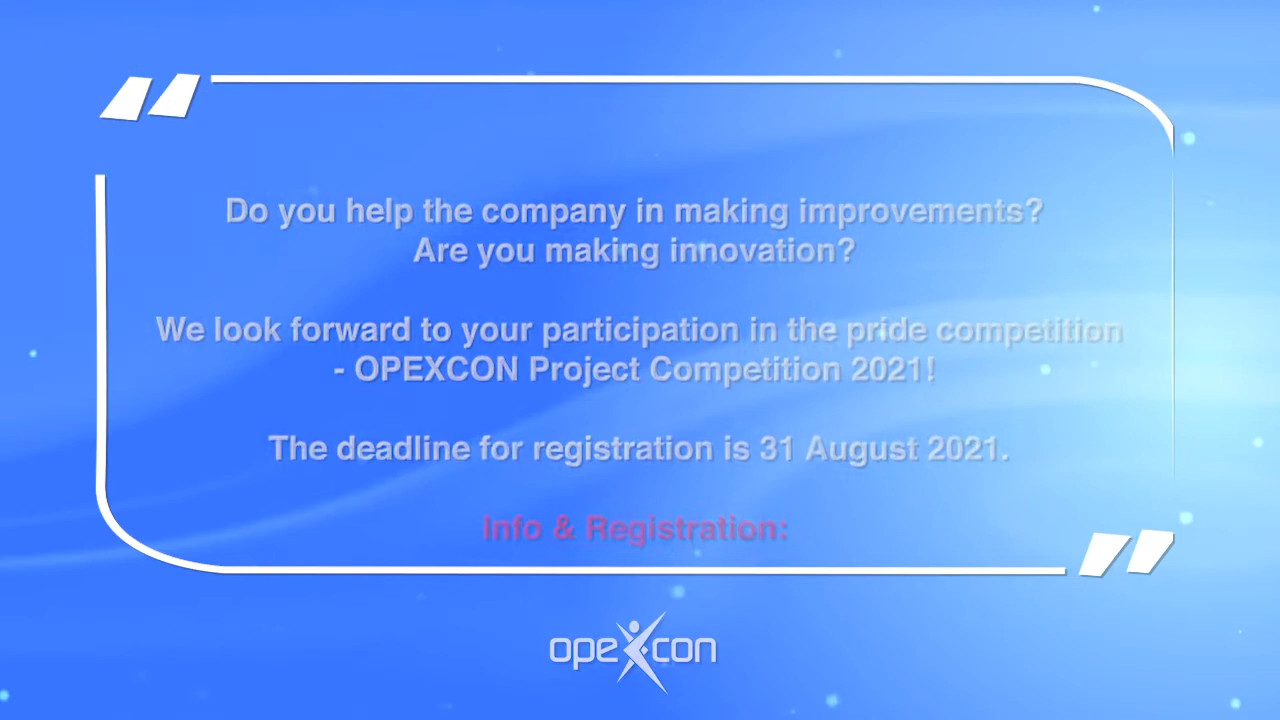 Do you help the company in making improvements?
Are you making innovation?
We look forward to your participation in the pride competition
- OPEXCON Project Competition 2021!
The deadline for registration is 31 August 2021.
Info & Registration:
opexcon